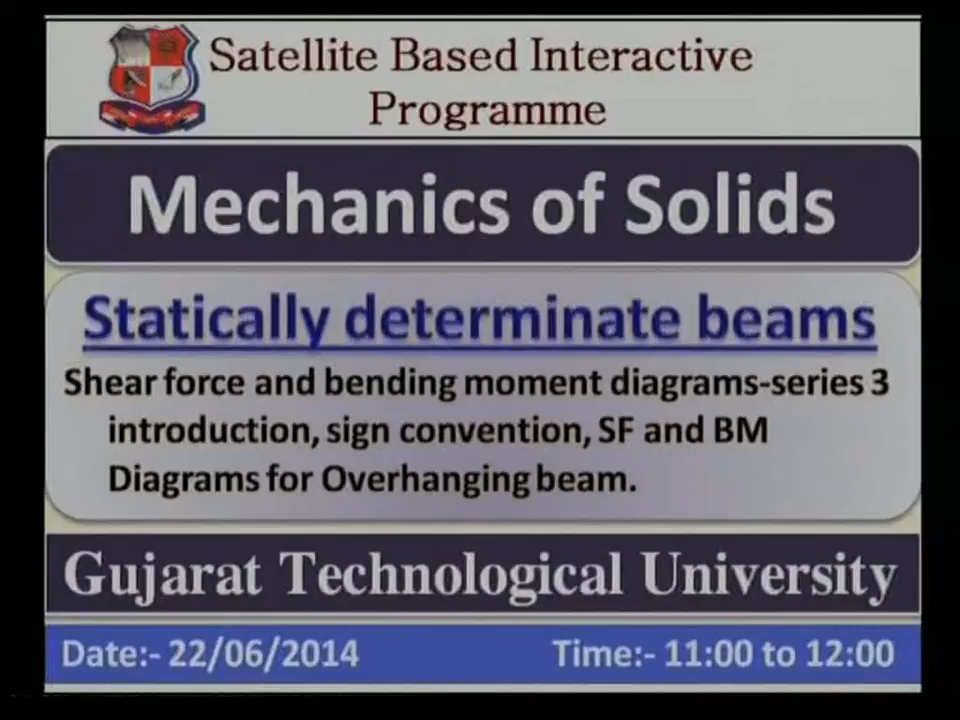 Satellite Based Interactive
Programme
Mechanics of Solids
Statically determinate beams
Shear force and bending moment diagrams-series 3
introduction, sign convention, SF and BM
Diagrams for Overhanging beam.
Gujarat Technological University
Date:- 22/06/2014 Time:- 11:00 to 12:00